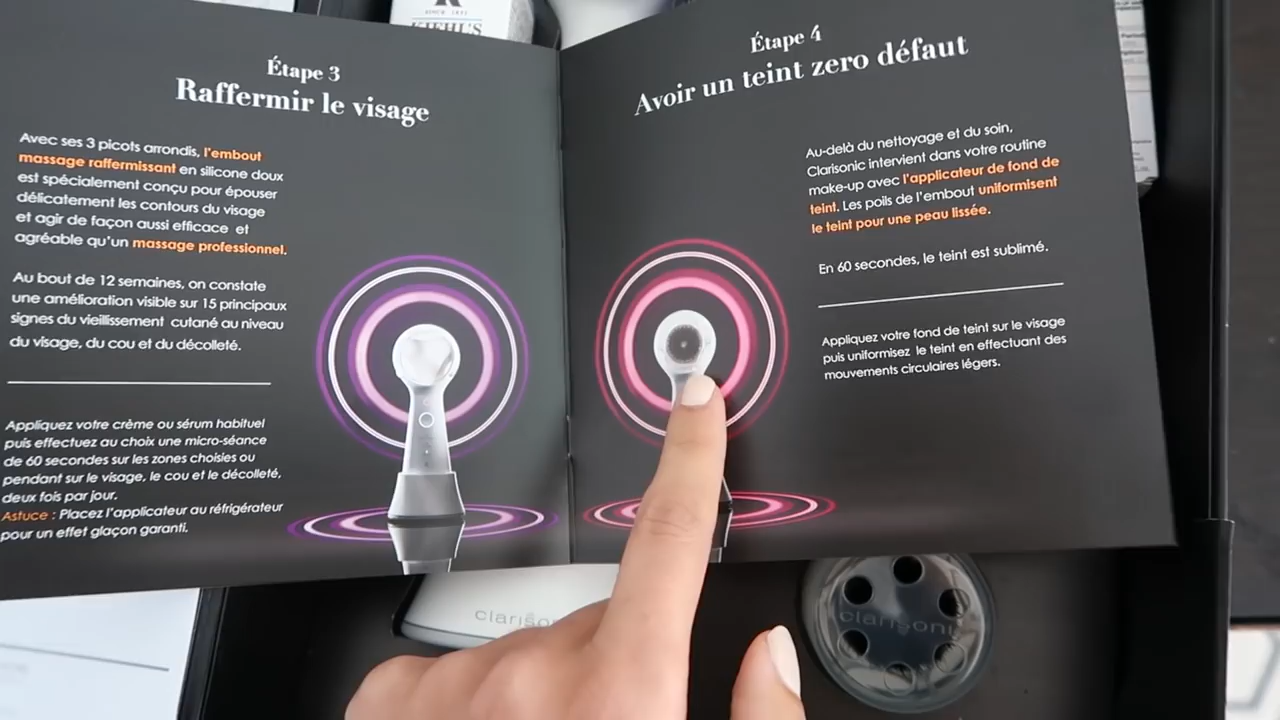 SINCE 1851
KIEHL'S
Étape 3
Raffermir le visage
Avec ses 3 picots arrondis, l'embout
massage raffermissant en silicone doux
est spécialement conçu pour épouser
délicatement les contours du visage
et agir de façon aussi efficace et
agréable qu'un massage professionnel.
Au bout de 12 semaines, on constate
une amélioration visible sur 15 principaux
signes du vieillissement cutané au niveau
du visage, du cou et du décolleté.
Appliquez votre crème ou sérum habituel
puis effectuez au choix une micro-séance
de 60 secondes sur les zones choisies ou
pendant sur le visage, le cou et le décolleté,
deux fois par jour.
Astuce : Placez l'applicateur au réfrigérateur
pour un effet glaçon garanti.
Étape 4
Avoir un teint zero défaut
Au-delà du nettoyage et du soin,
Clarisonic intervient dans votre routine
make-up avec l'applicateur de fond de
teint. Les poils de l'embout uniformisent
le teint pour une peau lissée.
En 60 secondes, le teint est sublimé.
Appliquez votre fond de teint sur le visage
puis uniformisez le teint en effectuant des
mouvements circulaires légers.
clariso
clarisoni